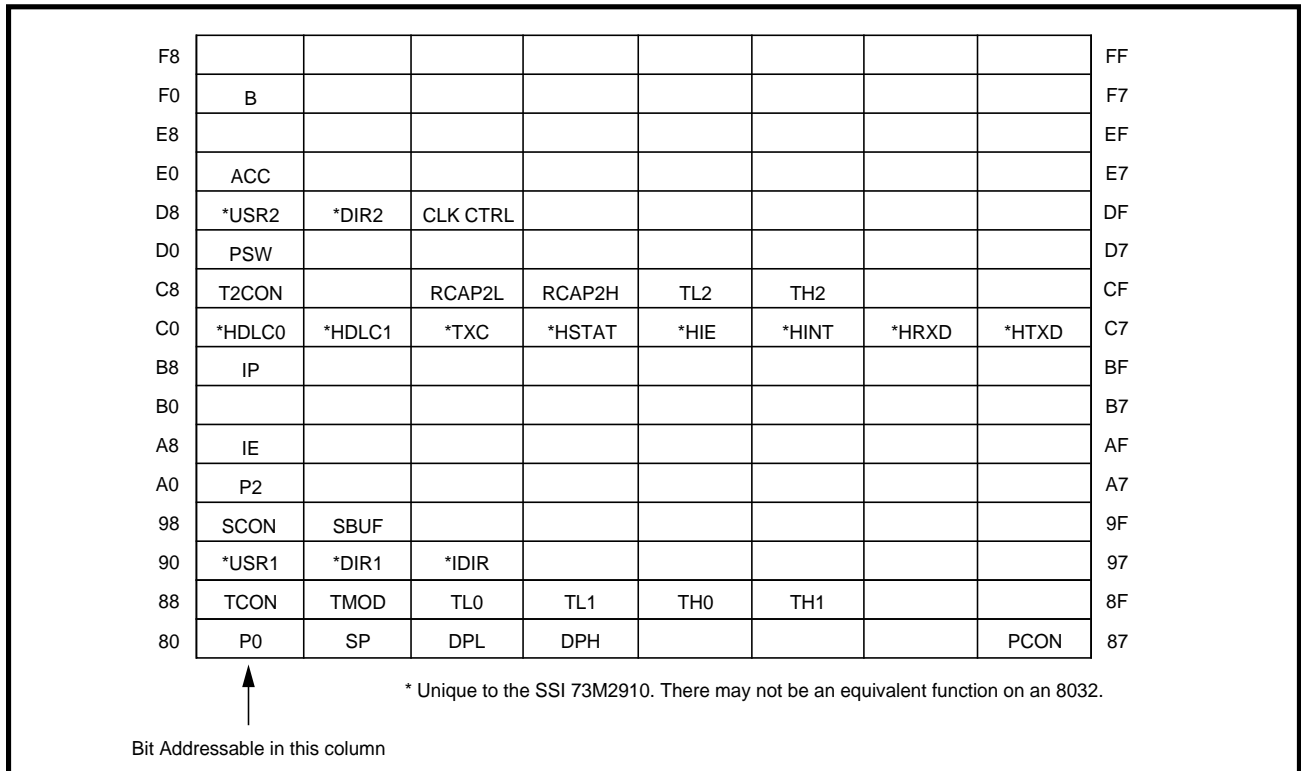 F8 FF
F0 B F7
E8 EF
E0 ACC E7
D8 *USR2 *DIR2 CLK CTRL DF
D0 PSW D7
C8 T2CON RCAP2L RCAP2H TL2 TH2 CF
C0 *HDLC0 *HDLC1 *TXC *HSTAT *HIE *HINT *HRXD *HTXD C7
B8 IP BF
B0 B7
A8 IE AF
A0 P2 A7
98 SCON SBUF 9F
90 *USR1 *DIR1 *IDIR 97
88 TCON TMOD TL0 TL1 TH0 TH1 8F
80 P0 SP DPL DPH PCON 87
* Unique to the SSI 73M2910. There may not be an equivalent function on an 8032.
Bit Addressable in this column